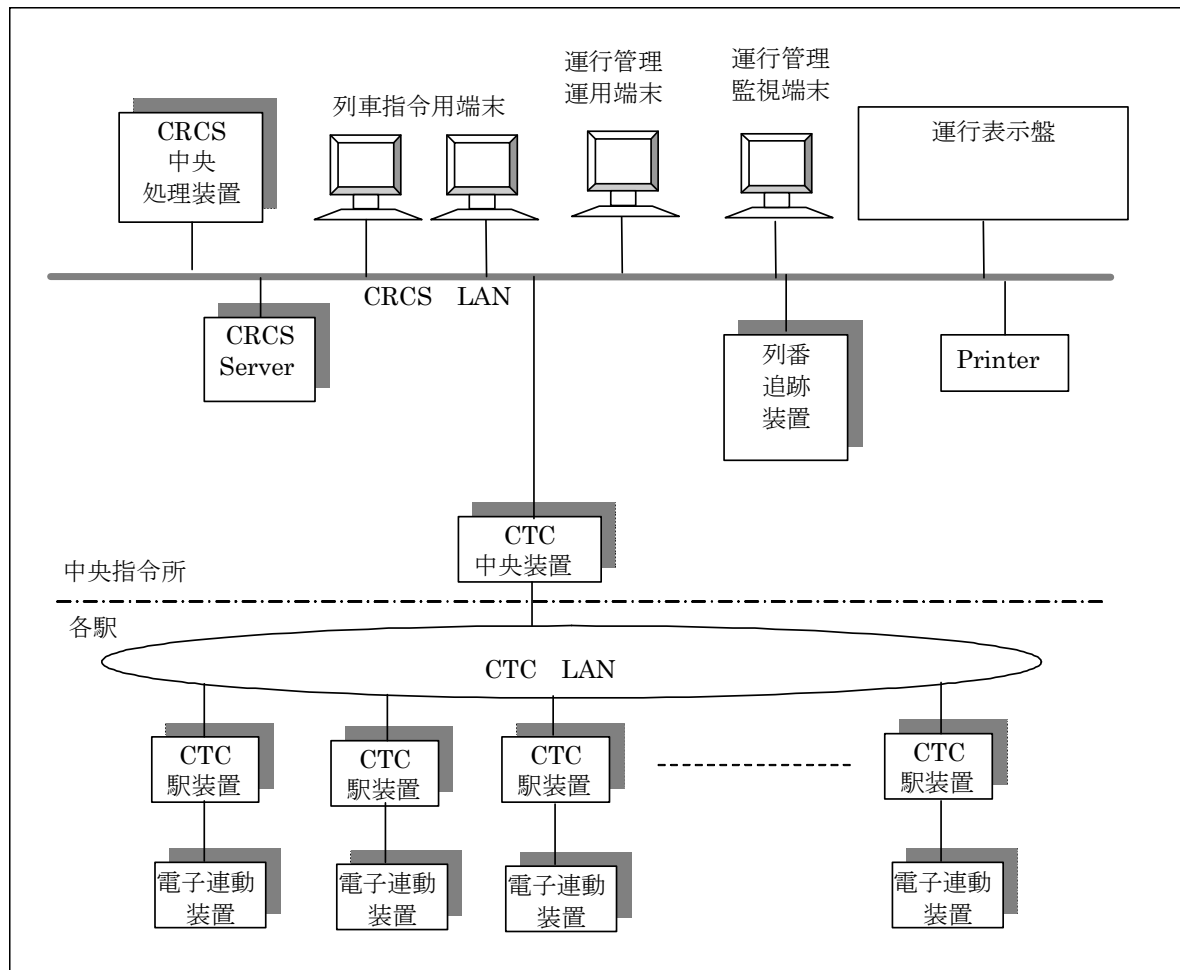 運行管理
運用端末
運行管理
監視端末
列車指令用端末
CRCS
中央
処理装置
運行表示盤
CRCS LAN
CRCS
Server
列番
追跡
装置
Printer
CTC
中央装置
中央指令所
各駅
CTC LAN
CTC
駅装置
CTC
駅装置
CTC
駅装置
CTC
駅装置
電子連動
装置
電子連動
装置
電子連動
装置
電子連動
装置